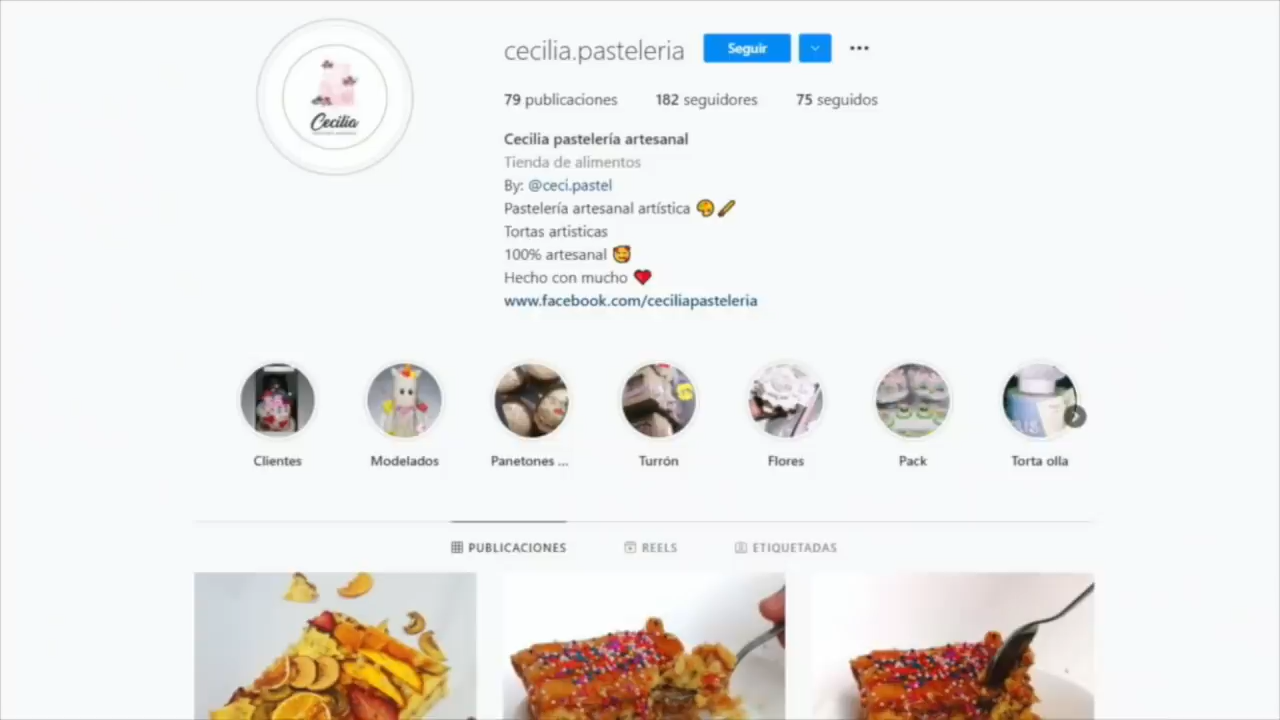 cecilia.pasteleria Seguir
79 publicaciones 182 seguidores 75 seguidos
Cecilia pastelería artesanal
Tienda de alimentos
By: @ceci.pastel
Pastelería artesanal artística 🎨🖌️
Tortas artisticas
100% artesanal 🥰
Hecho con mucho ❤️
www.facebook.com/ceciliapasteleria
Cecilia
Clientes Modelados Panetones ... Turrón Flores Pack Torta olla
PUBLICACIONES REELS ETIQUETADAS